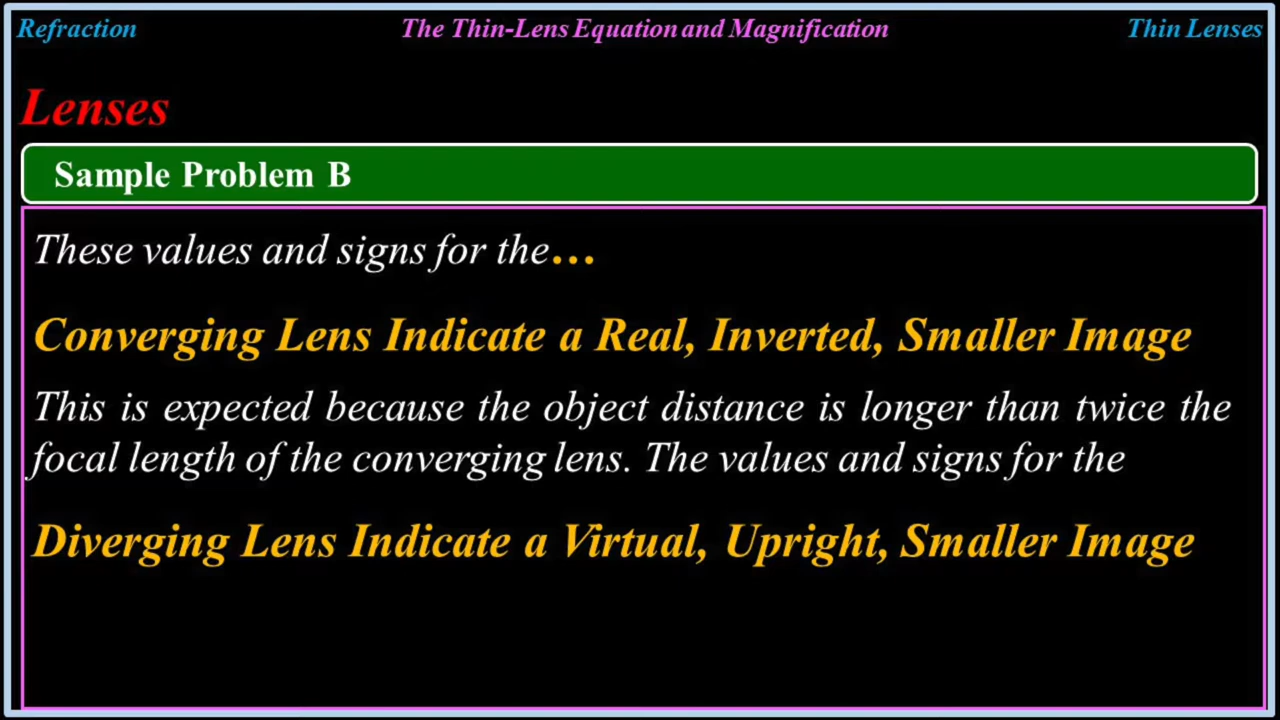 Refraction
The Thin-Lens Equation and Magnification
Thin Lenses
Lenses
Sample Problem B
These values and signs for the...
Converging Lens Indicate a Real, Inverted, Smaller Image
This is expected because the object distance is longer than twice the
focal length of the converging lens. The values and signs for the
Diverging Lens Indicate a Virtual, Upright, Smaller Image